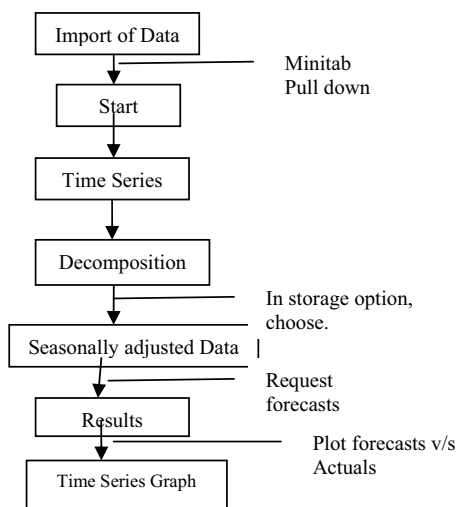 Import of Data
Minitab
Pull down
Start
Time Series
Decomposition
In storage option,
choose.
Seasonally adjusted Data
Request
forecasts
Results
Plot forecasts v/s
Actuals
Time Series Graph